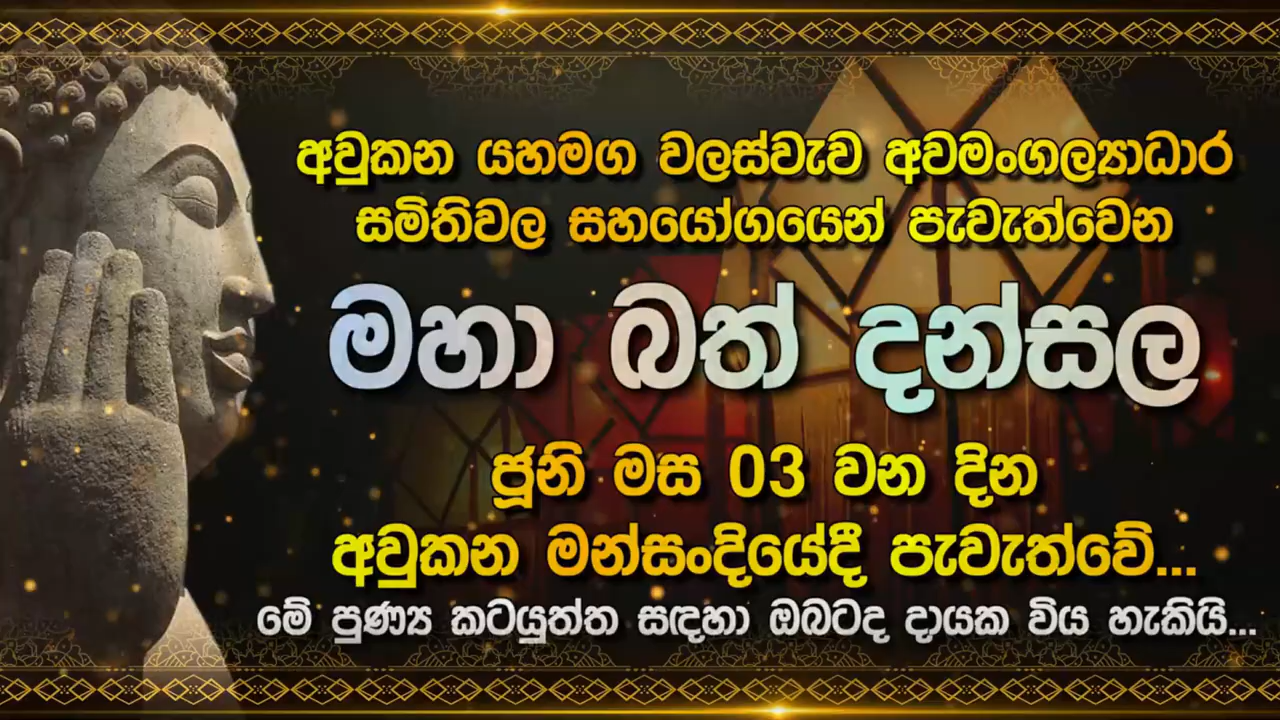 අවුකන යහමග වලස්වැව අවමංගල්‍යාධාර
සමිතිවල සහයෝගයෙන් පැවැත්වෙන
මහා බත් දන්සල
ජූනි මස 03 වන දින
අවුකන මන්සංදියේදී පැවැත්වේ...
මේ පුණ්‍ය කටයුත්ත සඳහා ඔබටද දායක විය හැකියි...